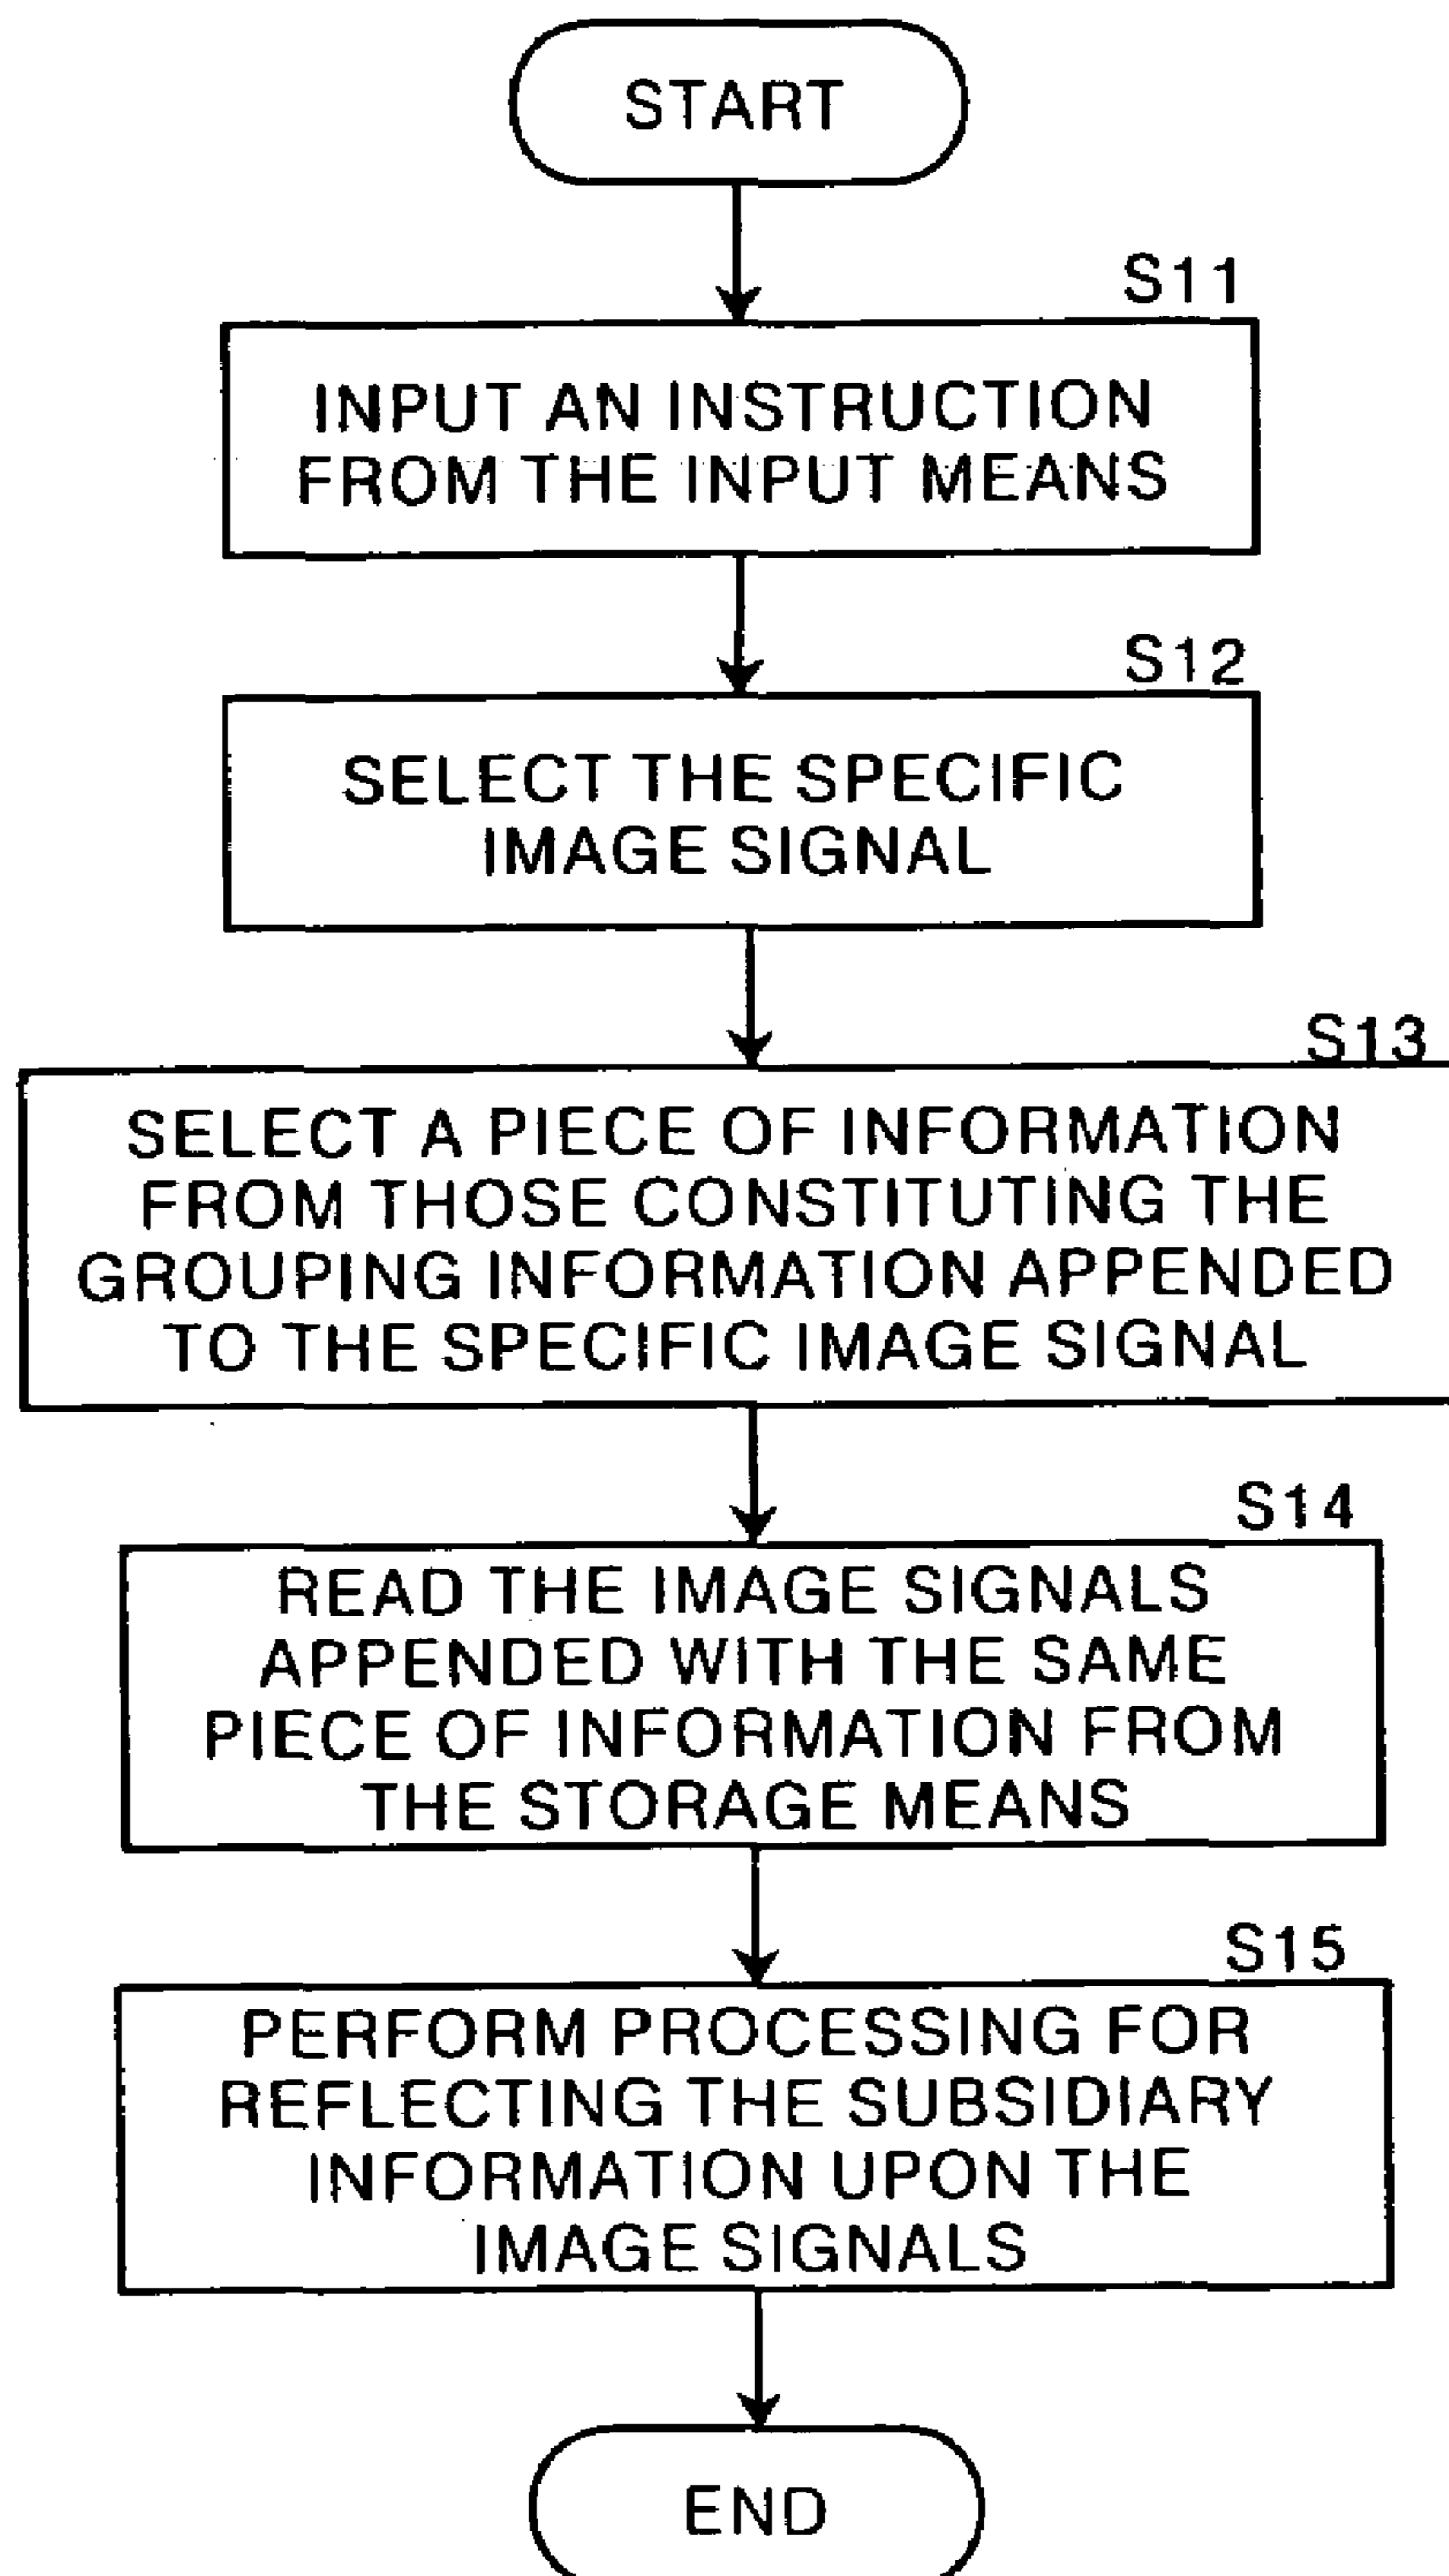 START
S11
INPUT AN INSTRUCTION
FROM THE INPUT MEANS
S12
SELECT THE SPECIFIC
IMAGE SIGNAL
S13
SELECT A PIECE OF INFORMATION
FROM THOSE CONSTITUTING THE
GROUPING INFORMATION APPENDED
TO THE SPECIFIC IMAGE SIGNAL
S14
READ THE IMAGE SIGNALS
APPENDED WITH THE SAME
PIECE OF INFORMATION FROM
THE STORAGE MEANS
S15
PERFORM PROCESSING FOR
REFLECTING THE SUBSIDIARY
INFORMATION UPON THE
IMAGE SIGNALS
END